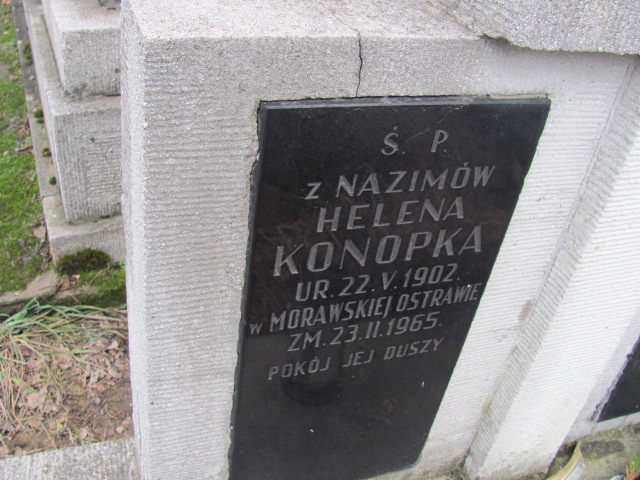 Ś. P.
z NAZIMÓW
HELENA
KONOPKA
UR. 22.V.1902.
w MORAWSKIEJ OSTRAWIE
ZM. 23.II.1965.
POKÓJ JEJ DUSZY